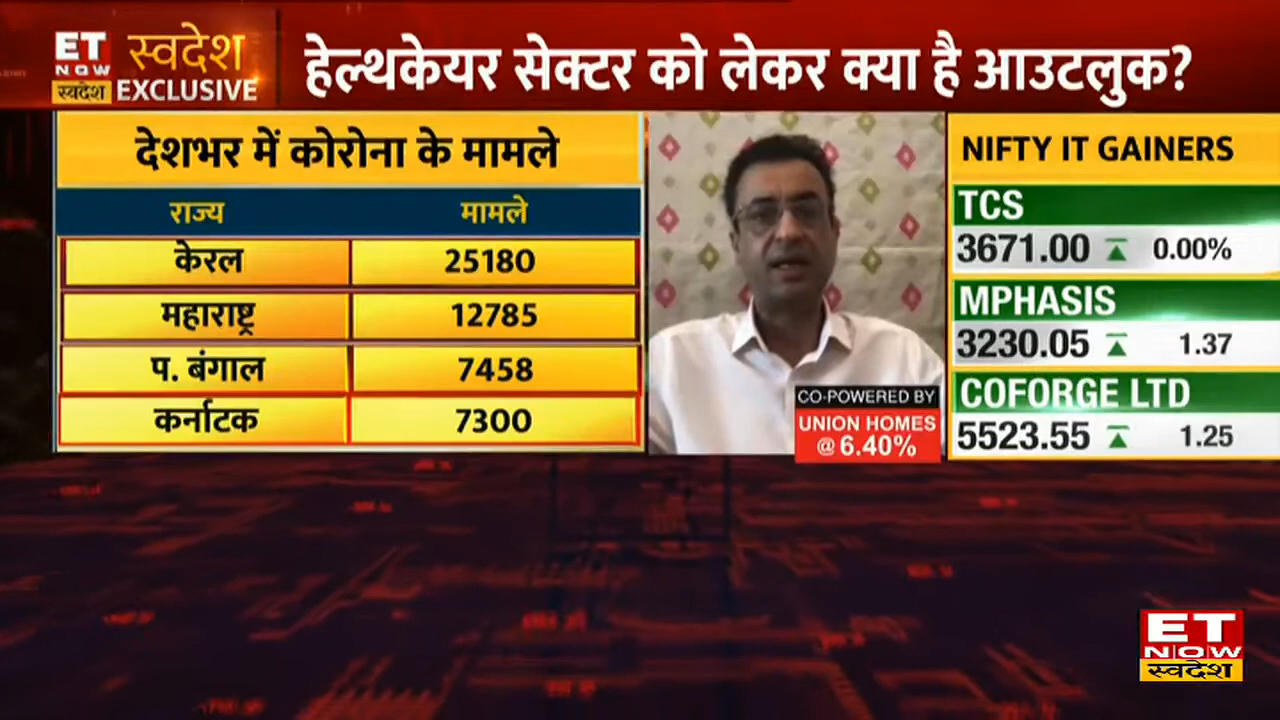 ET
NOW
स्वदेश
स्वदेश
EXCLUSIVE
हेल्थकेयर सेक्टर को लेकर क्या है आउटलुक?
देशभर में कोरोना के मामले
राज्य मामले
केरल 25180
महाराष्ट्र 12785
प. बंगाल 7458
कर्नाटक 7300
CO-POWERED BY
UNION HOMES
@ 6.40%
NIFTY IT GAINERS
TCS
3671.00 0.00%
MPHASIS
3230.05 1.37
COFORGE LTD
5523.55 1.25
ET
NOW
स्वदेश